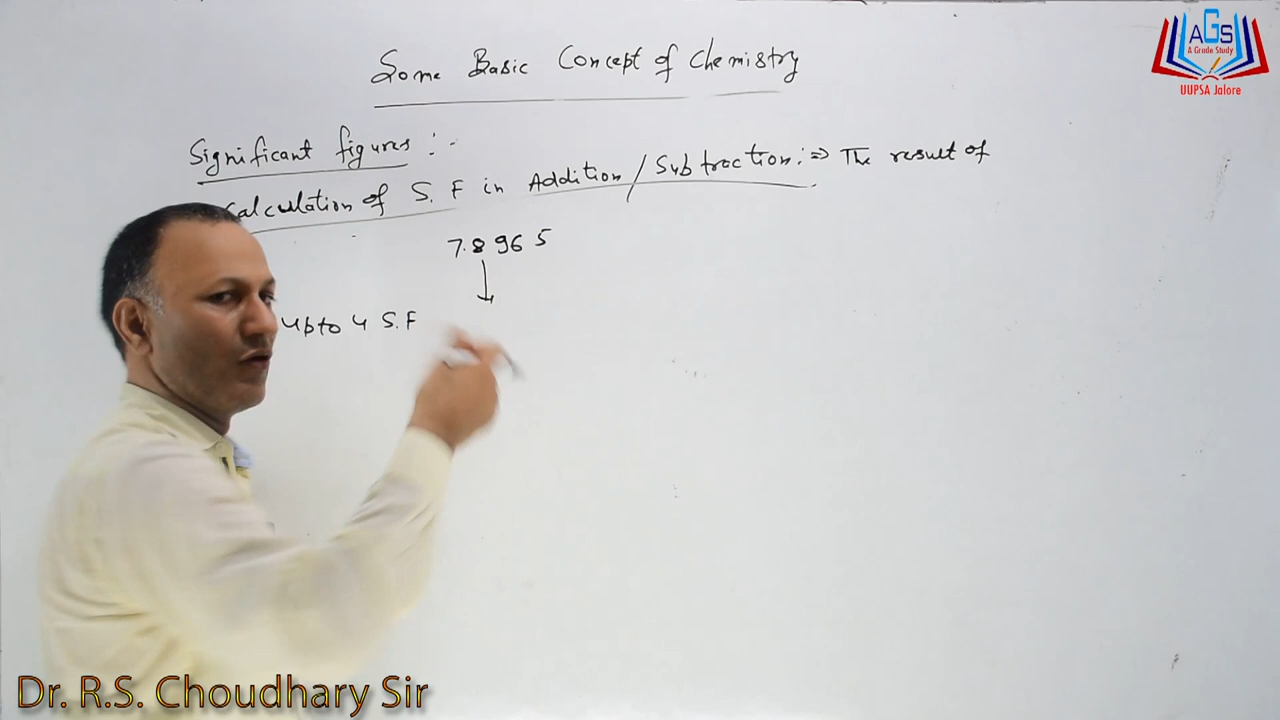 Some Basic Concept of Chemistry
AGS
A Grade Study
UUPSA Jalore
Significant figures :-
Calculation of S.F in Addition / Subtraction :⇒ The result of
7.8965
↓
upto 4 S.F
Dr. R.S. Choudhary Sir